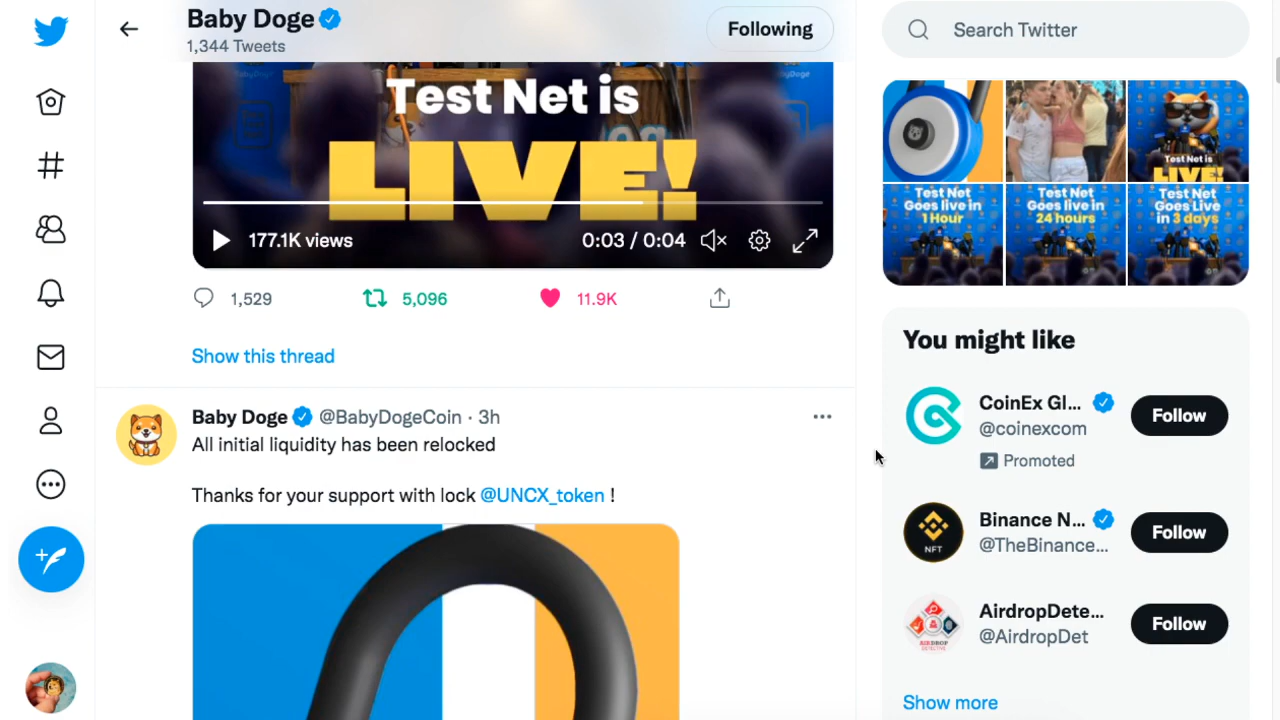 Baby Doge
1,344 Tweets
Following
Search Twitter
Test Net is
LIVE!
177.1K views
0:03 / 0:04
1,529
5,096
11.9K
Show this thread
Baby Doge @BabyDogeCoin · 3h
All initial liquidity has been relocked
Thanks for your support with lock @UNCX_token !
Test Net is
LIVE!
Test Net
Goes live in
1 Hour
Test Net
Goes live in
24 hours
Test Net
Goes Live
in 3 days
You might like
CoinEx Gl...
@coinexcom
Promoted
Follow
NFT
Binance N...
@TheBinance...
Follow
AIRDROP
DETECTIVE
AirdropDete...
@AirdropDet
Follow
Show more